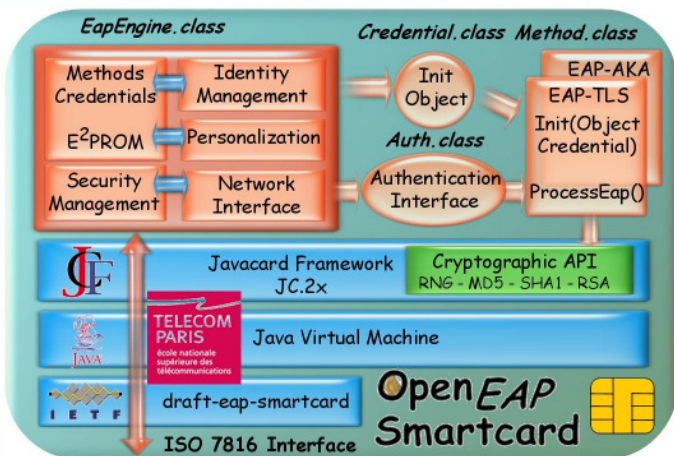 EapEngine.class
Credential.class
Method.class
Methods
Credentials
Identity
Management
E²PROM
Personalization
Security
Management
Network
Interface
Init
Object
Auth.class
Authentication
Interface
EAP-AKA
EAP-TLS
Init(Object
Credential)
ProcessEap()
JCF
Javacard Framework
JC.2x
Cryptographic API
RNG - MD5 - SHA1 - RSA
JAVA
TELECOM
PARIS
école nationale
supérieure des
télécommunications
Java Virtual Machine
IETF
draft-eap-smartcard
ISO 7816 Interface
OpenEAP
Smartcard